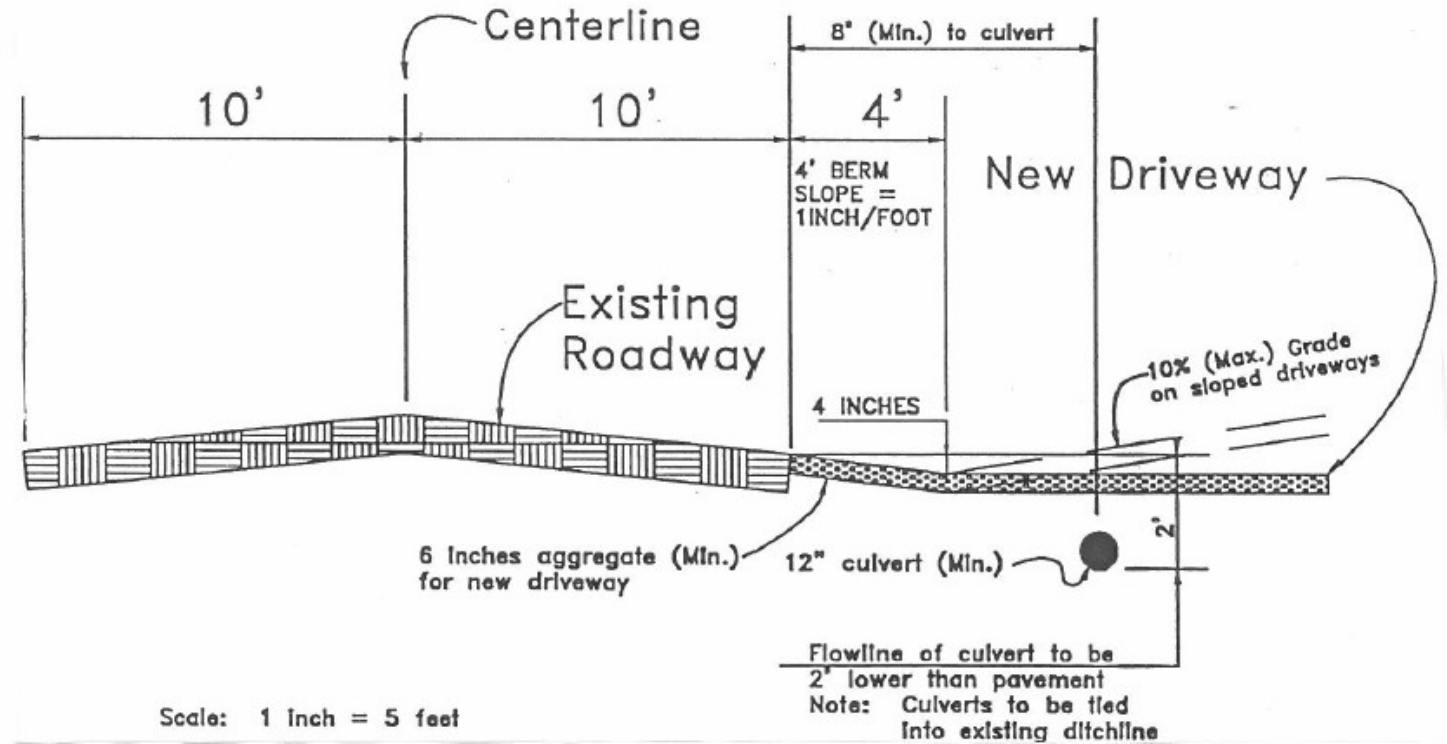 Centerline
8' (Min.) to culvert
10'
10'
4'
4' BERM
SLOPE =
1INCH/FOOT
New Driveway
Existing
Roadway
10% (Max.) Grade
on sloped driveways
4 INCHES
2'
6 inches aggregate (Min.)
for new driveway
12" culvert (Min.)
Flowline of culvert to be
2' lower than pavement
Note: Culverts to be tied
into existing ditchline
Scale: 1 inch = 5 feet